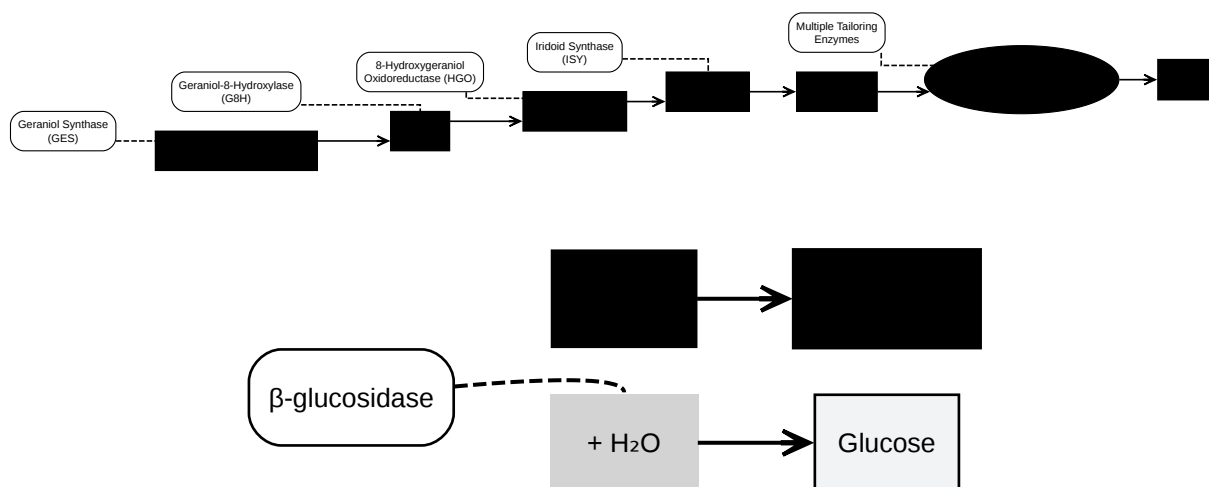 Multiple Tailoring
Enzymes
Iridoid Synthase
(ISY)
8-Hydroxygeraniol
Oxidoreductase (HGO)
Geraniol-8-Hydroxylase
(G8H)
Geraniol Synthase
(GES)
β-glucosidase
+ H₂O
Glucose